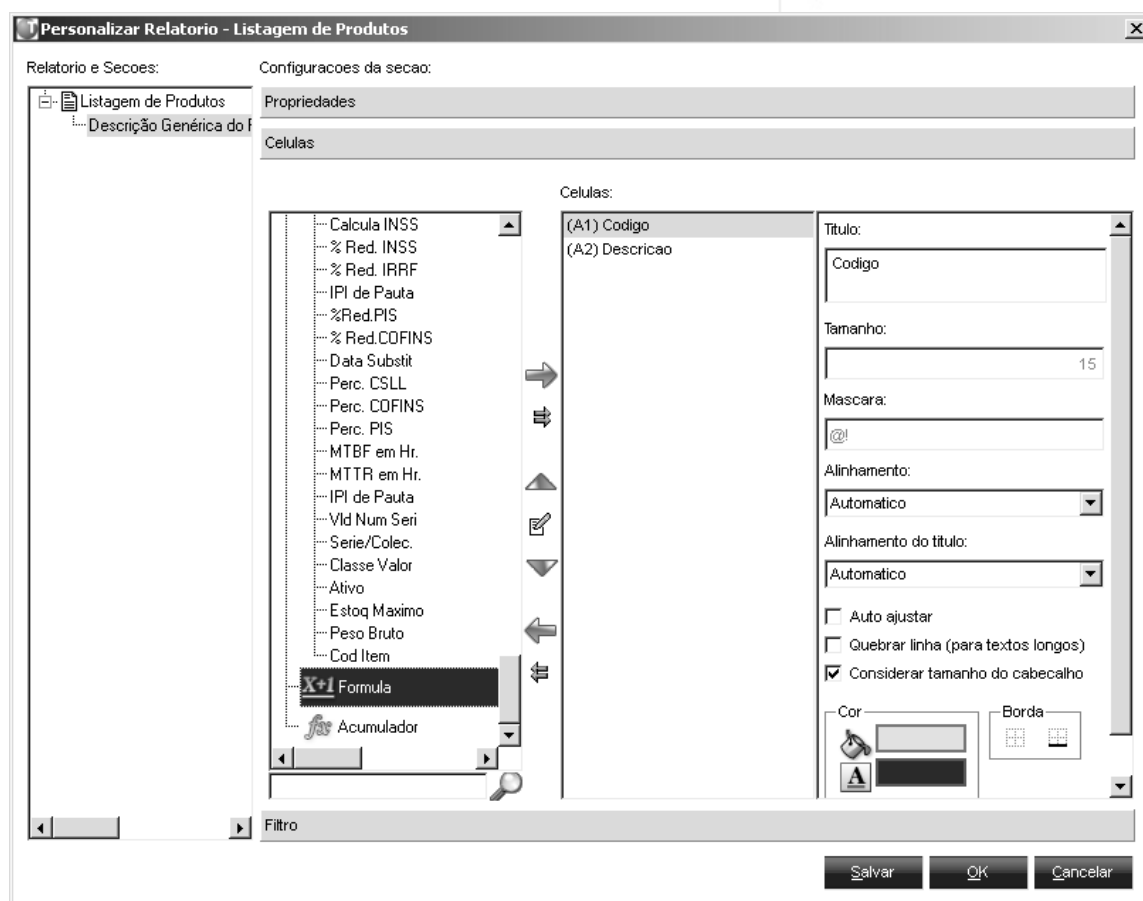 Personalizar Relatorio - Listagem de Produtos
Relatorio e Secoes:
Configuracoes da secao:
Listagem de Produtos
Descrição Genérica do
Propriedades
Celulas
Calcula INSS
% Red. INSS
% Red. IRRF
IPI de Pauta
%Red.PIS
% Red.COFINS
Data Substit
Perc. CSLL
Perc. COFINS
Perc. PIS
MTBF em Hr.
MTTR em Hr.
IPI de Pauta
Vld Num Seri
Serie/Colec.
Classe Valor
Ativo
Estoq Maximo
Peso Bruto
Cod Item
X+1 Formula
fxs Acumulador
Celulas:
(A1) Codigo
(A2) Descricao
Titulo:
Codigo
Tamanho:
15
Mascara:
@!
Alinhamento:
Automatico
Alinhamento do titulo:
Automatico
Auto ajustar
Quebrar linha (para textos longos)
Considerar tamanho do cabecalho
Cor
A
Borda
Filtro
Salvar
OK
Cancelar